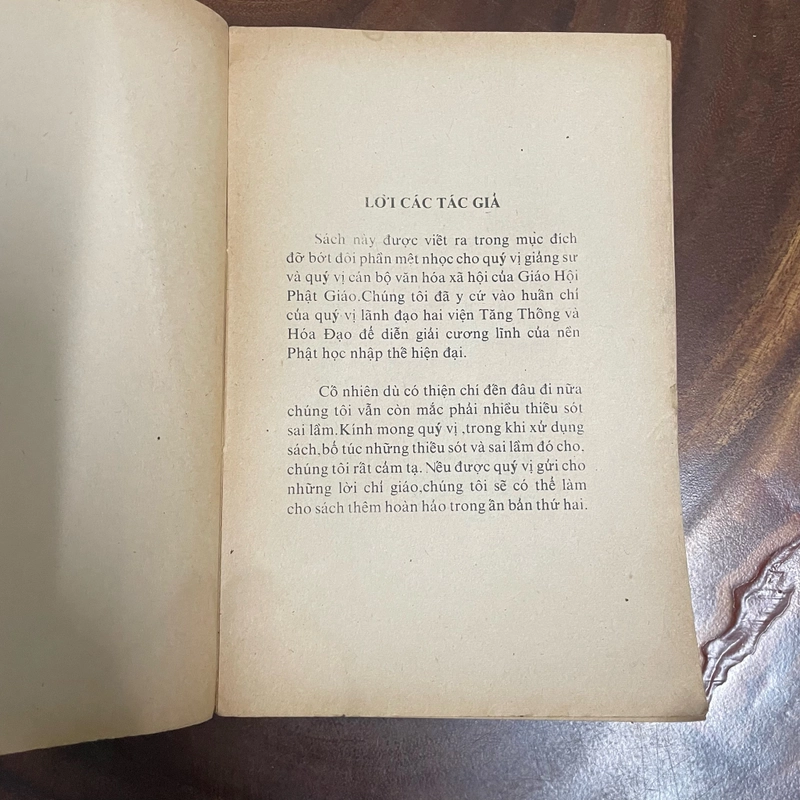 LỜI CÁC TÁC GIẢ
Sách này được viết ra trong mục đích
đỡ bớt đôi phần mệt nhọc cho quý vị giảng sư
và quý vị cán bộ văn hóa xã hội của Giáo Hội
Phật Giáo.Chúng tôi đã y cứ vào huấn chỉ
của quý vị lãnh đạo hai viện Tăng Thống và
Hóa Đạo để diễn giải cương lĩnh của nền
Phật học nhập thế hiện đại.
Cố nhiên dù có thiện chí đến đâu đi nữa
chúng tôi vẫn còn mắc phải nhiều thiếu sót
sai lầm.Kính mong quý vị ,trong khi xử dụng
sách,bổ túc những thiếu sót và sai lầm đó cho,
chúng tôi rất cảm tạ. Nếu được quý vị gửi cho
những lời chỉ giáo,chúng tôi sẽ có thể làm
cho sách thêm hoàn hảo trong ấn bản thứ hai.